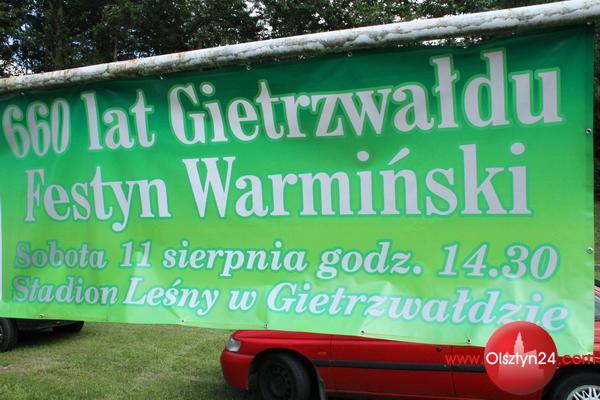 660 lat Gietrzwałdu
Festyn Warmiński
Sobota 11 sierpnia godz. 14.30
Stadion Leśny w Gietrzwałdzie
www.Olsztyn24.com